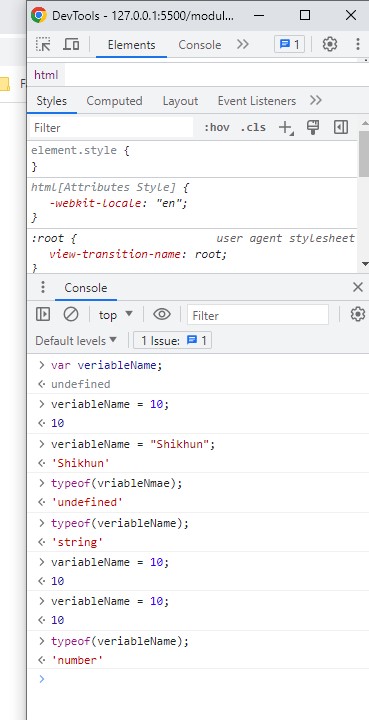 DevTools - 127.0.0.1:5500/modul...
Elements Console 1
html
Styles Computed Layout Event Listeners
Filter :hov .cls
element.style {
}
html[Attributes Style] {
-webkit-locale: "en";
}
:root { user agent stylesheet
view-transition-name: root;
}
Console
top Filter
Default levels 1 Issue: 1
> var veriableName;
undefined
> veriableName = 10;
10
> veriableName = "Shikhun";
'Shikhun'
> typeof(vriableNmae);
'undefined'
> typeof(veriableName);
'string'
> variableName = 10;
10
> veriableName = 10;
10
> typeof(veriableName);
'number'
>